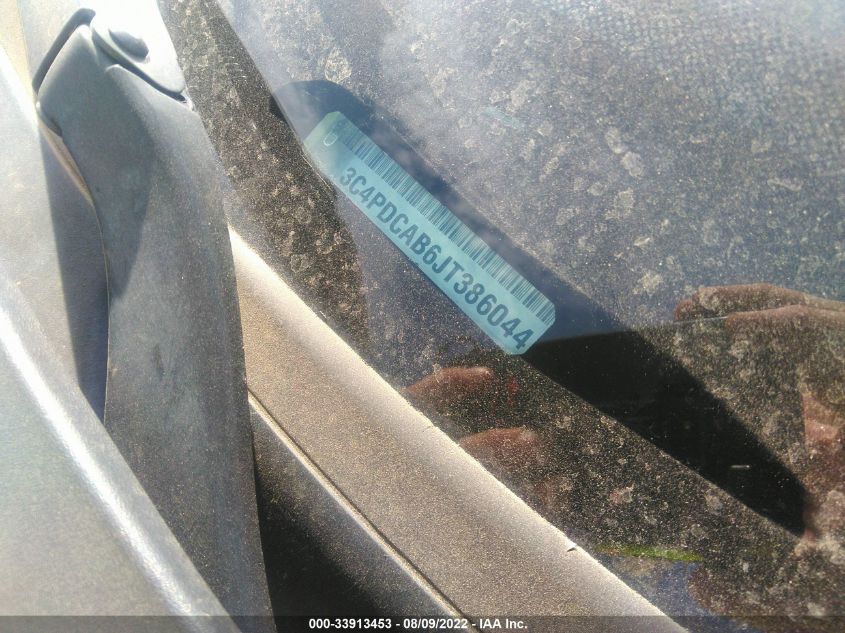 3C4PDCAB6JT386044
000-33913453 - 08/09/2022 - IAA Inc.